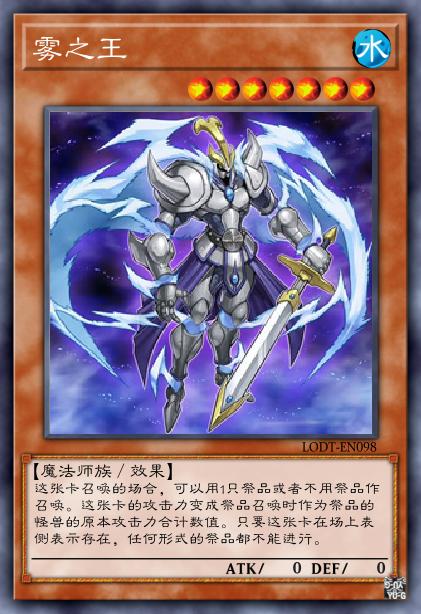 雾之王
水
LODT-EN098
【魔法师族/效果】
这张卡召唤的场合，可以用1只祭品或者不用祭品作
召唤。这张卡的攻击力变成祭品召唤时作为祭品的
怪兽的原本攻击力合计数值。只要这张卡在场上表
侧表示存在，任何形式的祭品都不能进行。
ATK/ 0 DEF/ 0